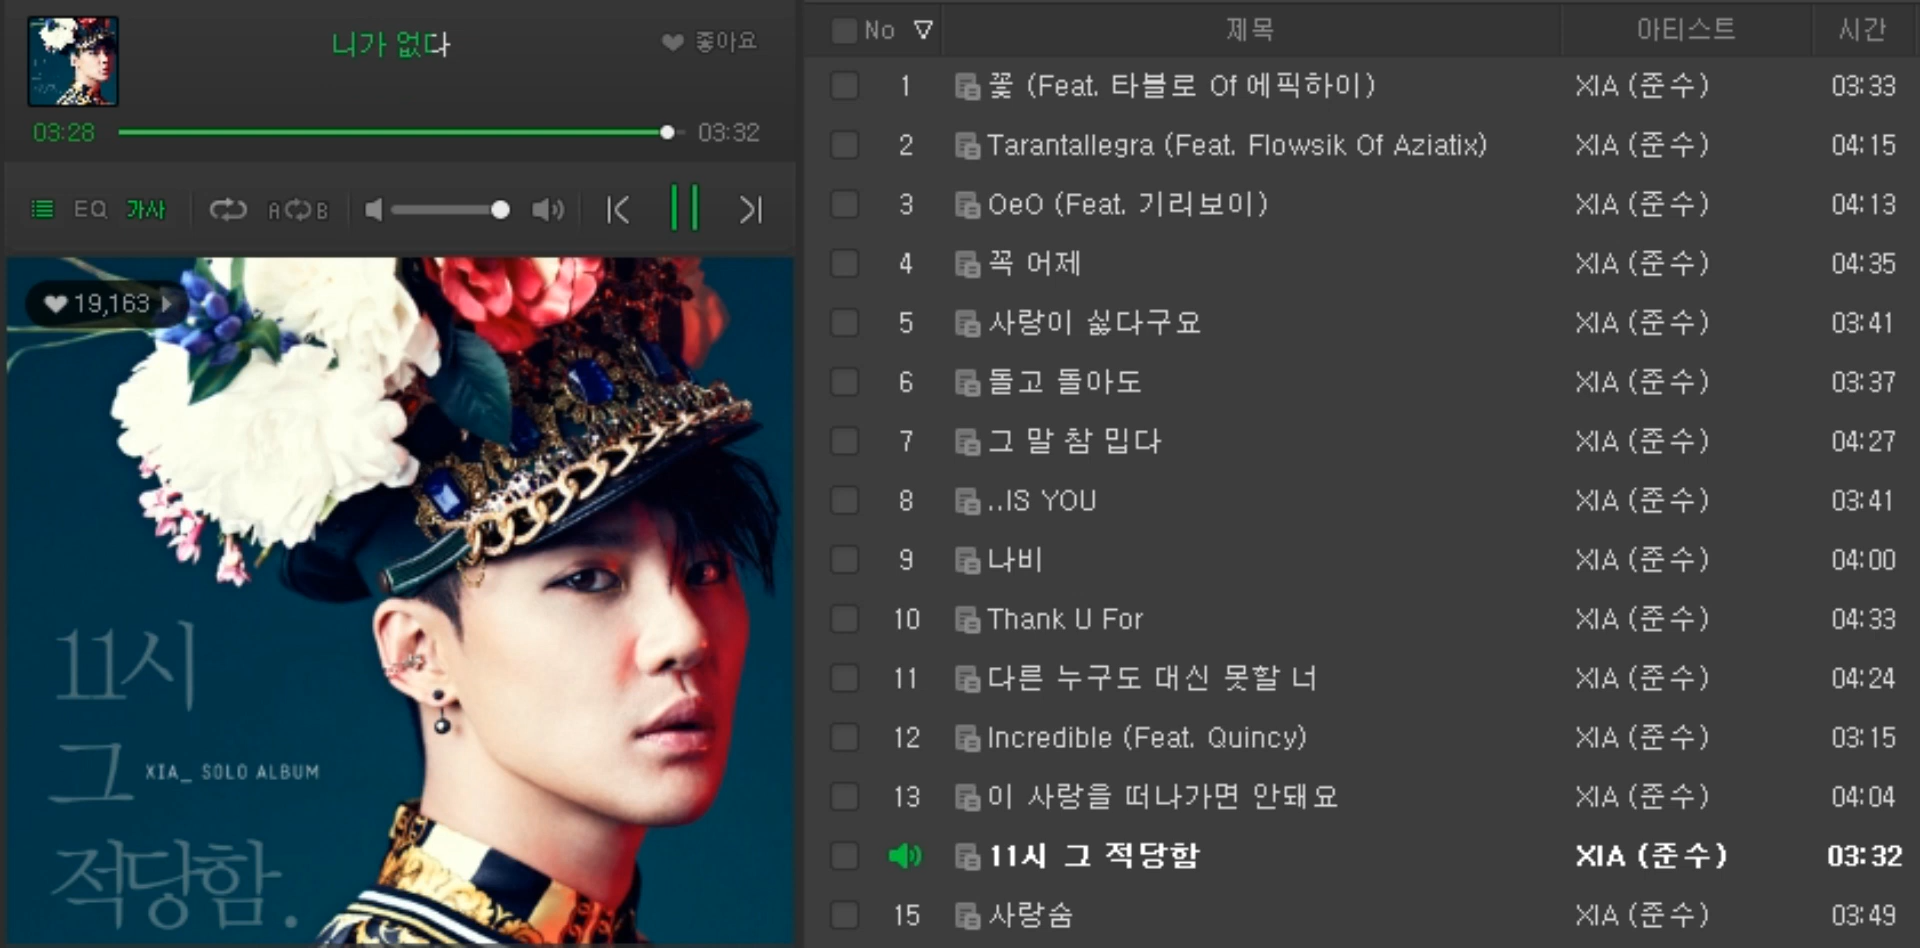 니가 없다
좋아요
03:28 03:32
EQ 가사 A B
19,163
11시
그
XIA_ SOLO ALBUM
적당함.
No 제목 아티스트 시간
1 꽃 (Feat. 타블로 Of 에픽하이) XIA (준수) 03:33
2 Tarantallegra (Feat. Flowsik Of Aziatix) XIA (준수) 04:15
3 OeO (Feat. 기리보이) XIA (준수) 04:13
4 꼭 어제 XIA (준수) 04:35
5 사랑이 싫다구요 XIA (준수) 03:41
6 돌고 돌아도 XIA (준수) 03:37
7 그 말 참 밉다 XIA (준수) 04:27
8 ..IS YOU XIA (준수) 03:41
9 나비 XIA (준수) 04:00
10 Thank U For XIA (준수) 04:33
11 다른 누구도 대신 못할 너 XIA (준수) 04:24
12 Incredible (Feat. Quincy) XIA (준수) 03:15
13 이 사랑을 떠나가면 안돼요 XIA (준수) 04:04
11시 그 적당함 XIA (준수) 03:32
15 사랑숨 XIA (준수) 03:49